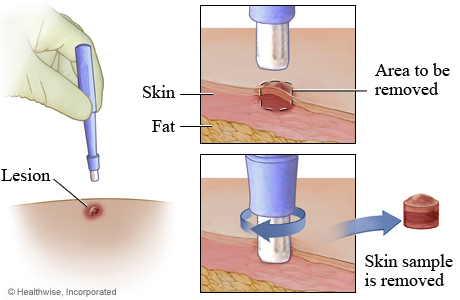 Skin
Fat
Area to be
removed
Lesion
Skin sample
is removed
© Healthwise, Incorporated